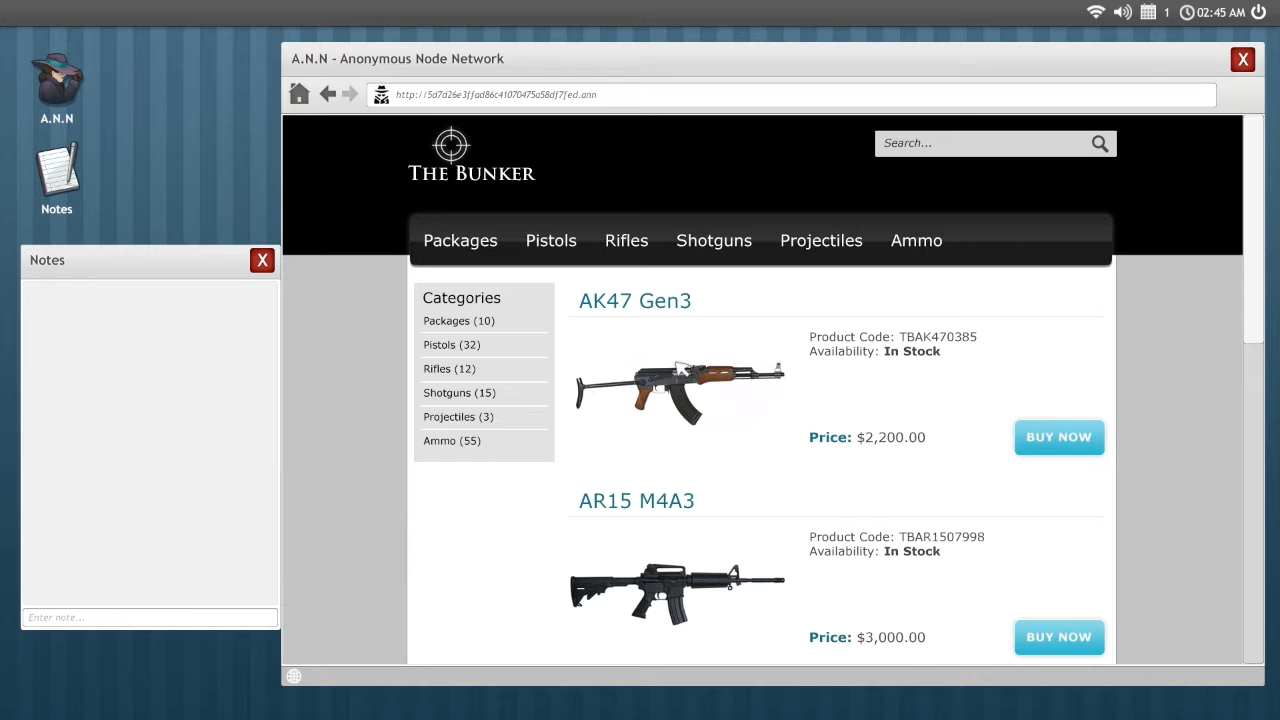 1 02:45 AM
A.N.N
Notes
Notes X
Enter note...
A.N.N - Anonymous Node Network X
http://5d7d26e3ffad86c41070475a58df7fed.ann
THE BUNKER
Search...
Packages Pistols Rifles Shotguns Projectiles Ammo
Categories
Packages (10)
Pistols (32)
Rifles (12)
Shotguns (15)
Projectiles (3)
Ammo (55)
AK47 Gen3
Product Code: TBAK470385
Availability: In Stock
Price: $2,200.00
BUY NOW
AR15 M4A3
Product Code: TBAR1507998
Availability: In Stock
Price: $3,000.00
BUY NOW